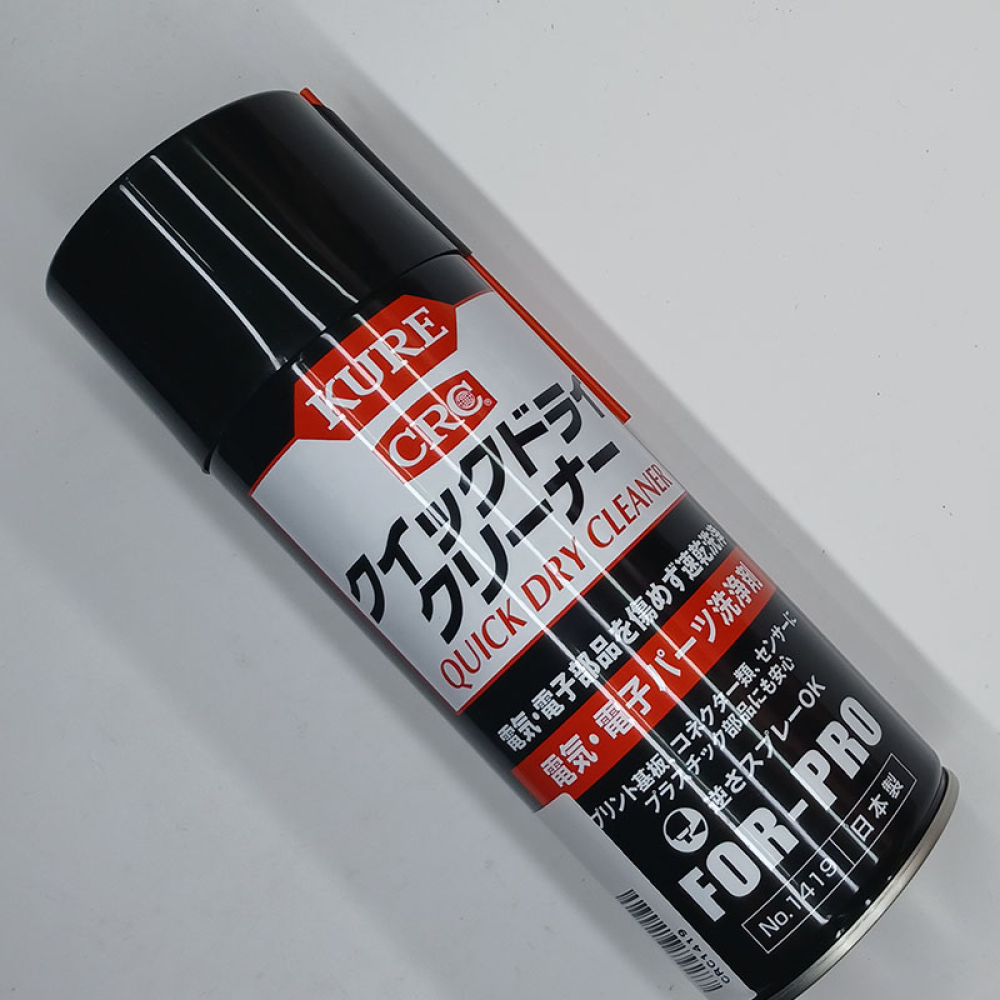 KURE
CRC®
クイックドライ
クリーナー
QUICK DRY CLEANER
電気・電子部品を傷めず速乾洗浄
電気・電子パーツ洗浄剤
プリント基板、コネクター類、センサーに
プラスチック部品にも安心
逆さスプレーOK
FOR-PRO
No.1419 日本製
CRC1419